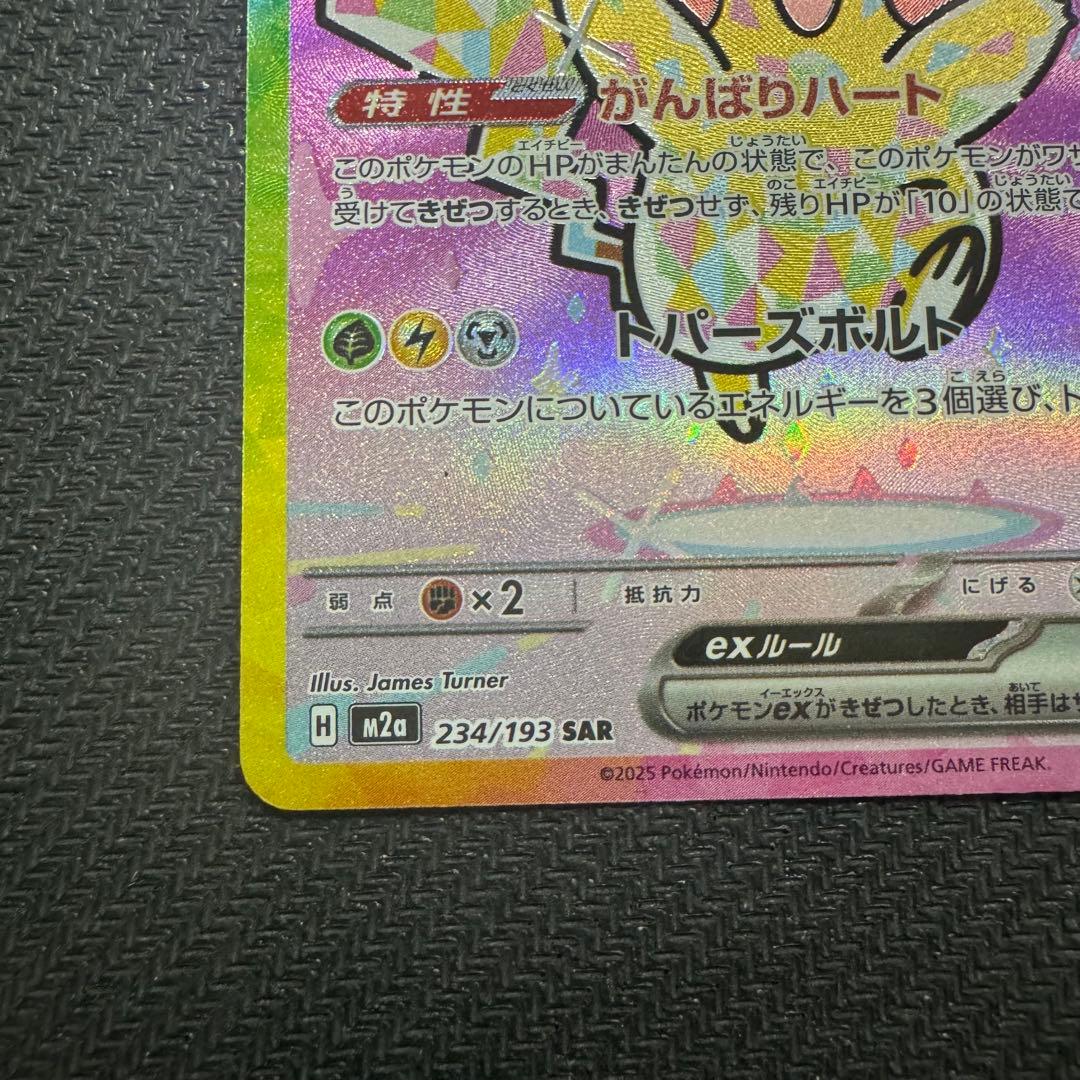 特性 がんばりハート
このポケモンのHPがまんたんの状態で、このポケモンがワザ
受けてきぜつするとき、きぜつせず、残りHPが「10」の状態で
トパーズボルト
このポケモンについているエネルギーを3個選び、ト
弱点 ×2 抵抗力 にげる
exルール
ポケモンexがきぜつしたとき、相手はサ
Illus. James Turner
H M2a 234/193 SAR
©2025 Pokémon/Nintendo/Creatures/GAME FREAK.